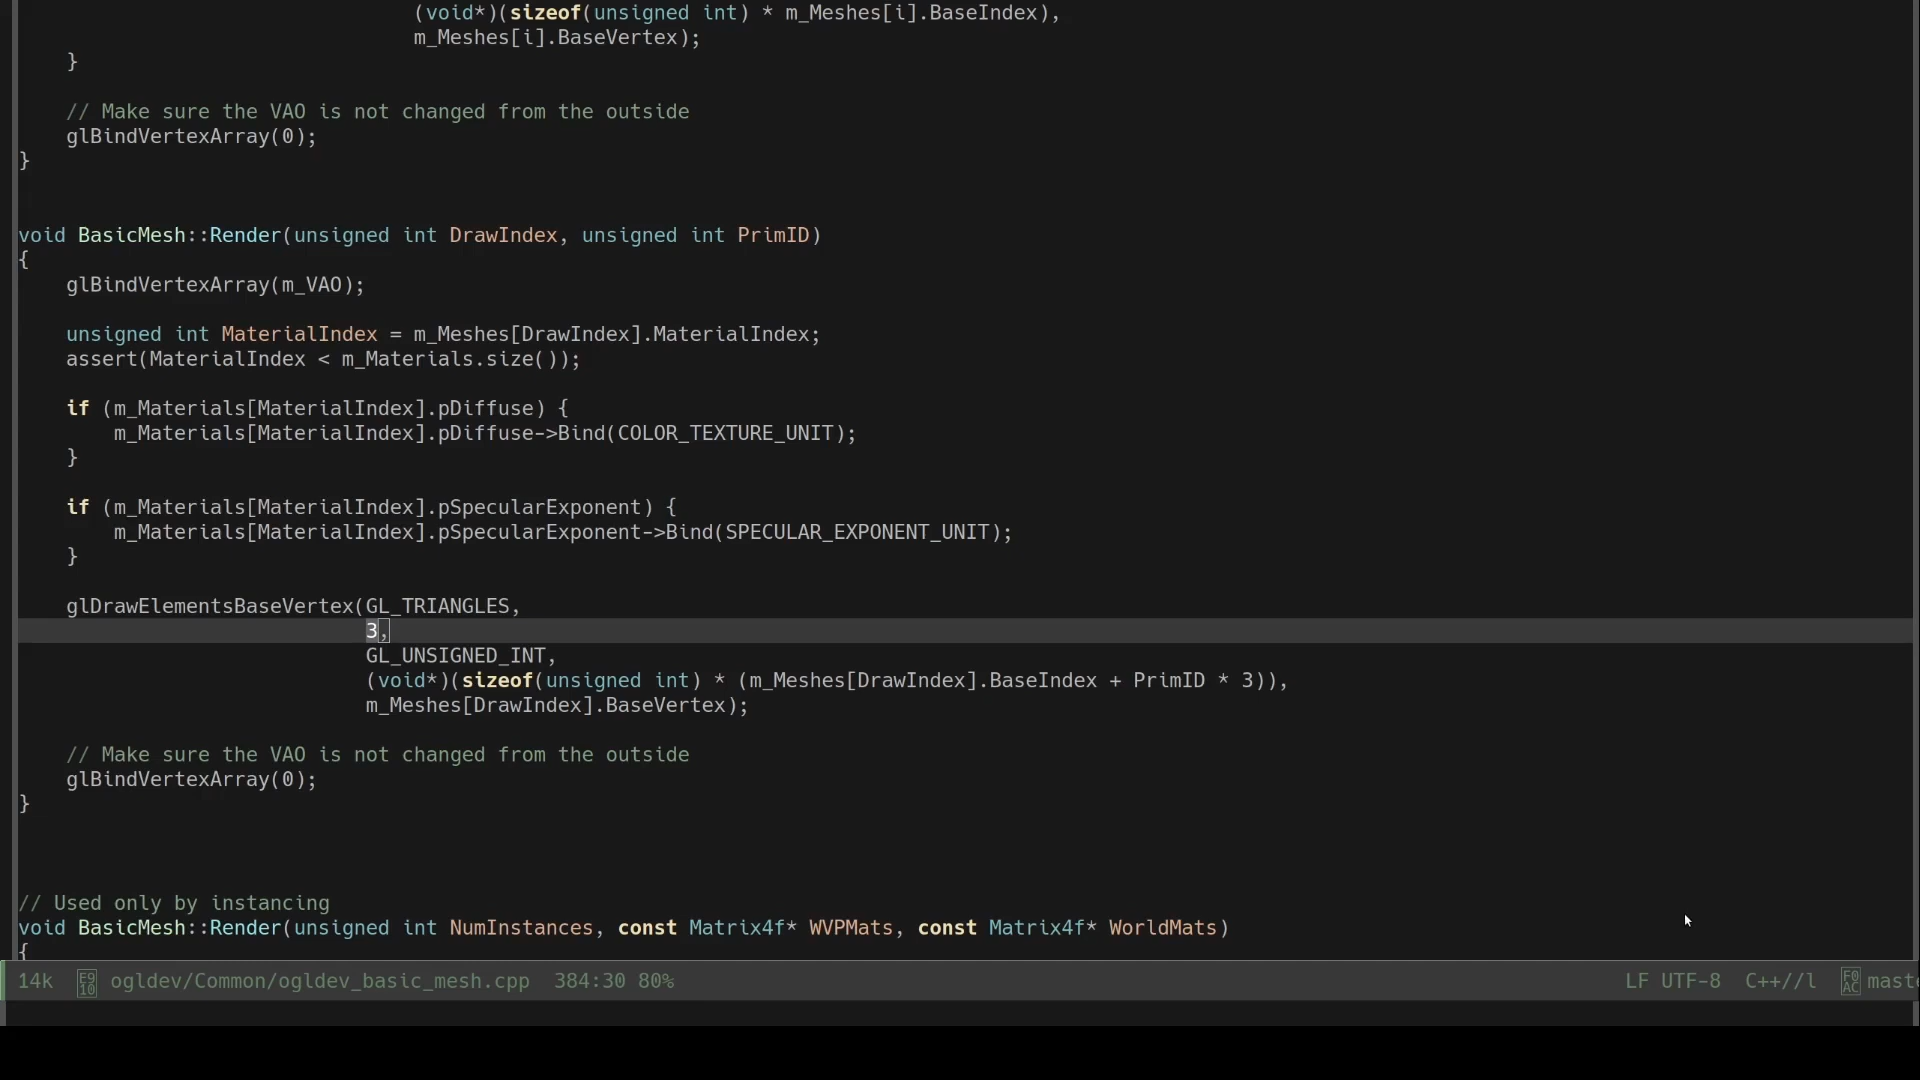 (void*)(sizeof(unsigned int) * m_Meshes[i].BaseIndex),
m_Meshes[i].BaseVertex);
}
// Make sure the VAO is not changed from the outside
glBindVertexArray(0);
}
void BasicMesh::Render(unsigned int DrawIndex, unsigned int PrimID)
{
glBindVertexArray(m_VAO);
unsigned int MaterialIndex = m_Meshes[DrawIndex].MaterialIndex;
assert(MaterialIndex < m_Materials.size());
if (m_Materials[MaterialIndex].pDiffuse) {
m_Materials[MaterialIndex].pDiffuse->Bind(COLOR_TEXTURE_UNIT);
}
if (m_Materials[MaterialIndex].pSpecularExponent) {
m_Materials[MaterialIndex].pSpecularExponent->Bind(SPECULAR_EXPONENT_UNIT);
}
glDrawElementsBaseVertex(GL_TRIANGLES,
3,
GL_UNSIGNED_INT,
(void*)(sizeof(unsigned int) * (m_Meshes[DrawIndex].BaseIndex + PrimID * 3)),
m_Meshes[DrawIndex].BaseVertex);
// Make sure the VAO is not changed from the outside
glBindVertexArray(0);
}
// Used only by instancing
void BasicMesh::Render(unsigned int NumInstances, const Matrix4f* WVPMats, const Matrix4f* WorldMats)
{
14k E910 ogldev/Common/ogldev_basic_mesh.cpp 384:30 80% LF UTF-8 C++//l F0AC maste